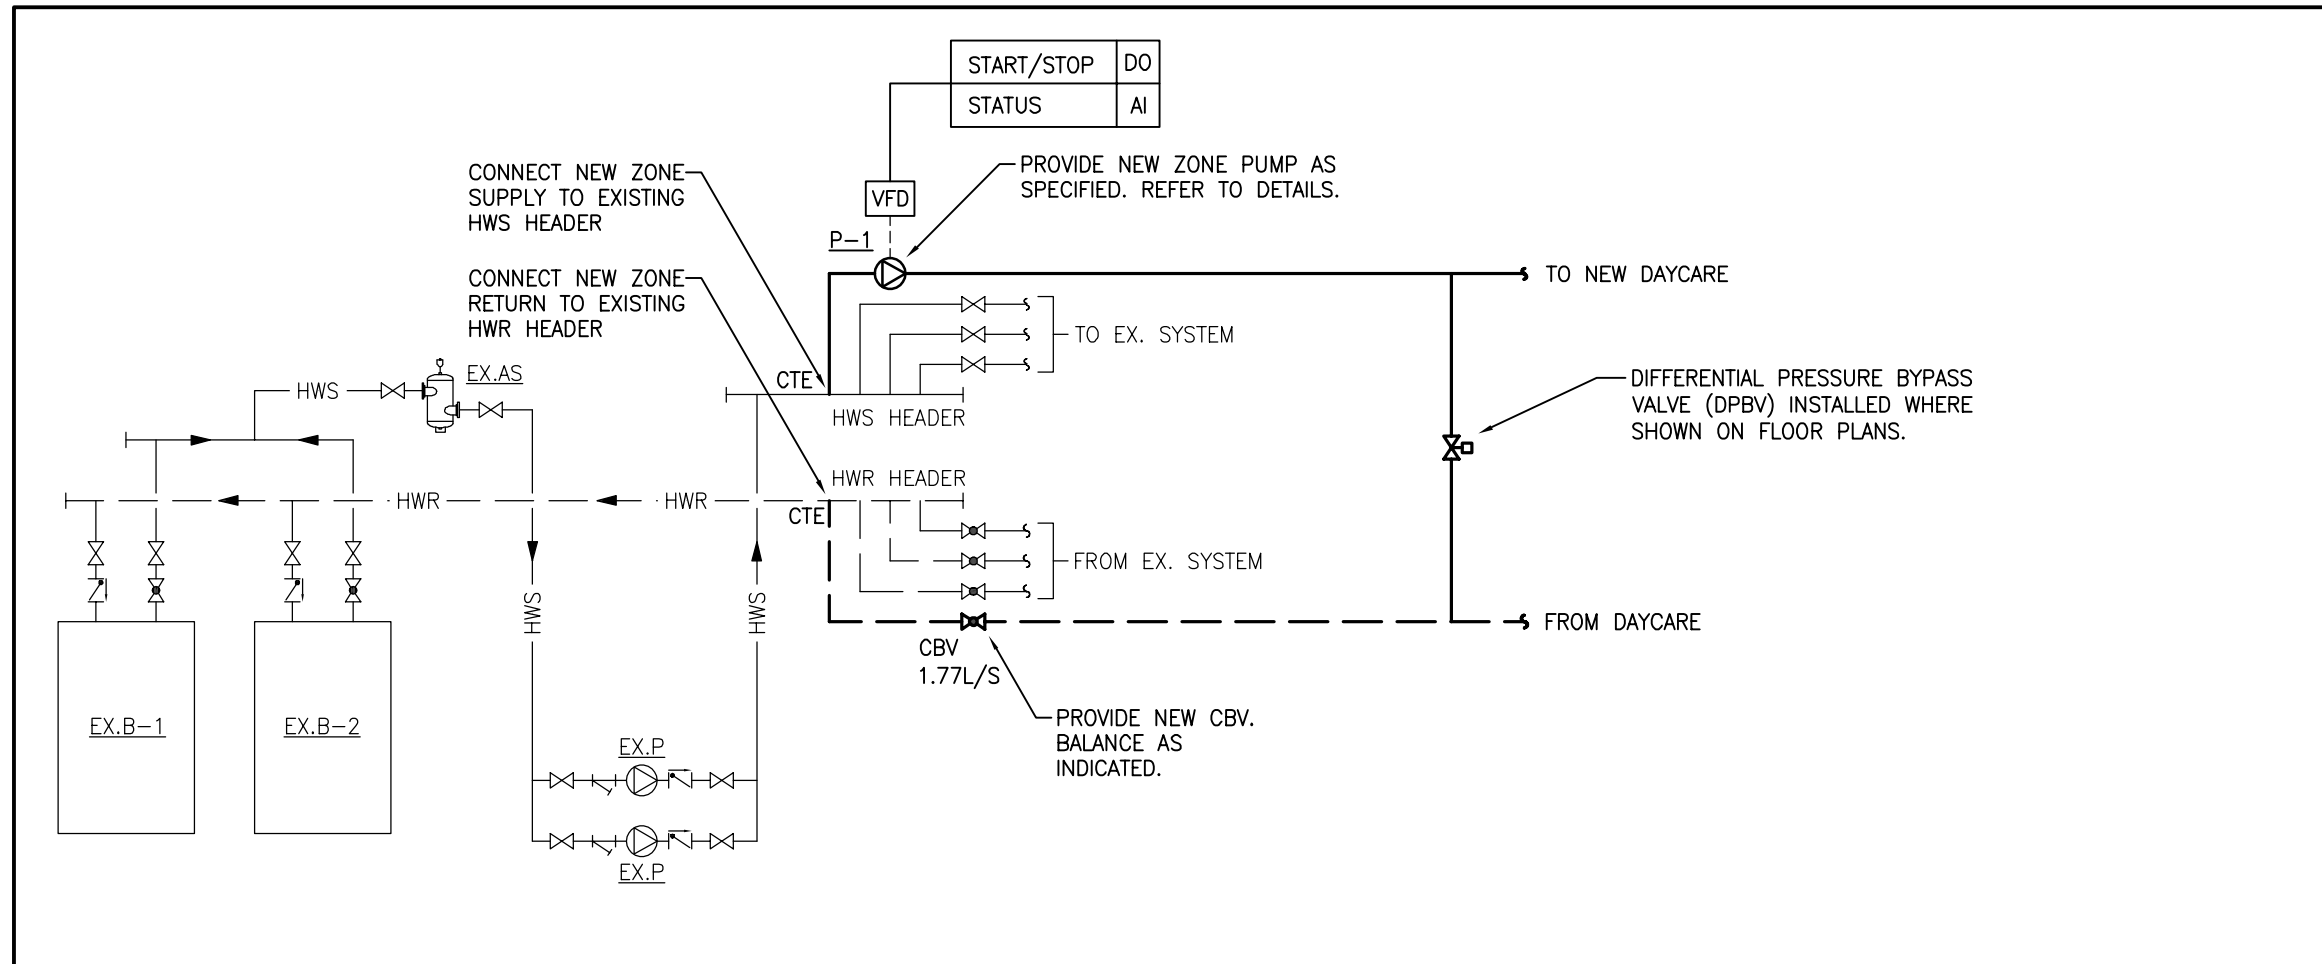 START/STOP DO
STATUS AI
CONNECT NEW ZONE
SUPPLY TO EXISTING
HWS HEADER
PROVIDE NEW ZONE PUMP AS
SPECIFIED. REFER TO DETAILS.
VFD
P-1
CONNECT NEW ZONE
RETURN TO EXISTING
HWR HEADER
TO NEW DAYCARE
TO EX. SYSTEM
EX.AS
CTE
HWS
HWS HEADER
DIFFERENTIAL PRESSURE BYPASS
VALVE (DPBV) INSTALLED WHERE
SHOWN ON FLOOR PLANS.
HWR HEADER
HWR
HWR
CTE
FROM EX. SYSTEM
HWS
HWS
FROM DAYCARE
CBV
1.77L/S
PROVIDE NEW CBV.
BALANCE AS
INDICATED.
EX.B-1
EX.B-2
EX.P
EX.P